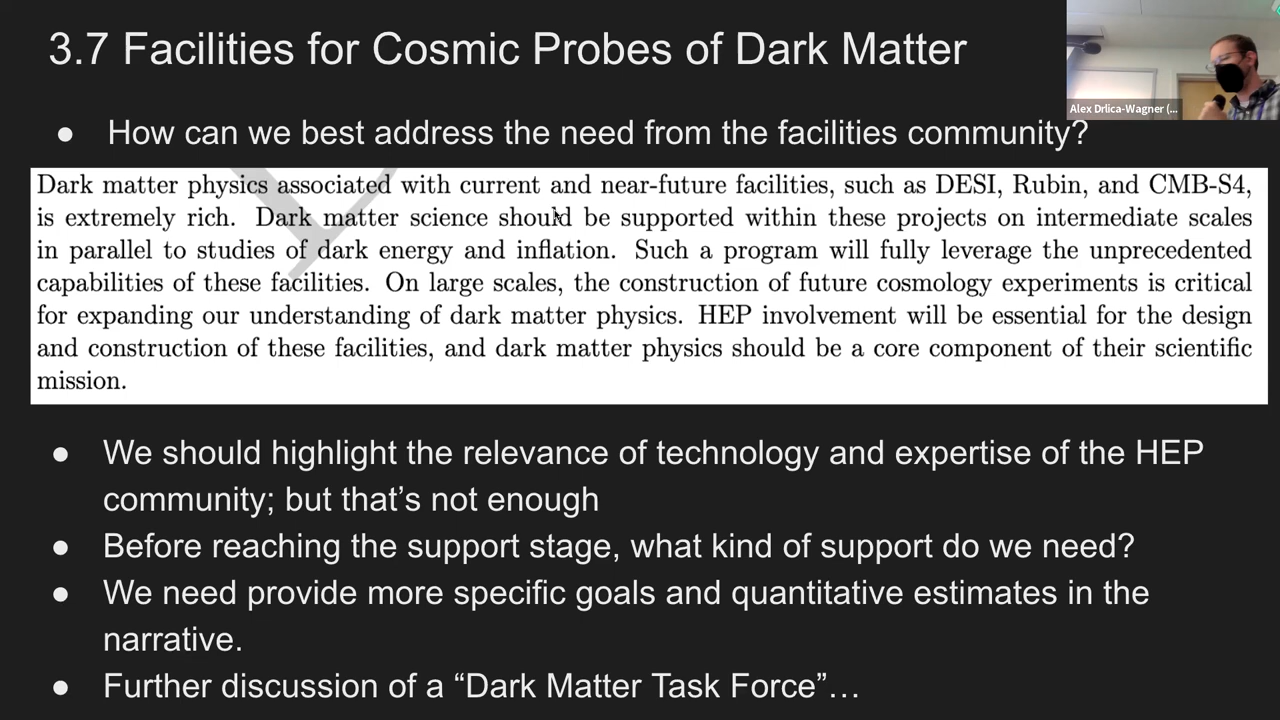 3.7 Facilities for Cosmic Probes of Dark Matter
Alex Drlica-Wagner (...
● How can we best address the need from the facilities community?
Dark matter physics associated with current and near-future facilities, such as DESI, Rubin, and CMB-S4,
is extremely rich. Dark matter science should be supported within these projects on intermediate scales
in parallel to studies of dark energy and inflation. Such a program will fully leverage the unprecedented
capabilities of these facilities. On large scales, the construction of future cosmology experiments is critical
for expanding our understanding of dark matter physics. HEP involvement will be essential for the design
and construction of these facilities, and dark matter physics should be a core component of their scientific
mission.
● We should highlight the relevance of technology and expertise of the HEP
community; but that’s not enough
● Before reaching the support stage, what kind of support do we need?
● We need provide more specific goals and quantitative estimates in the
narrative.
● Further discussion of a “Dark Matter Task Force”…